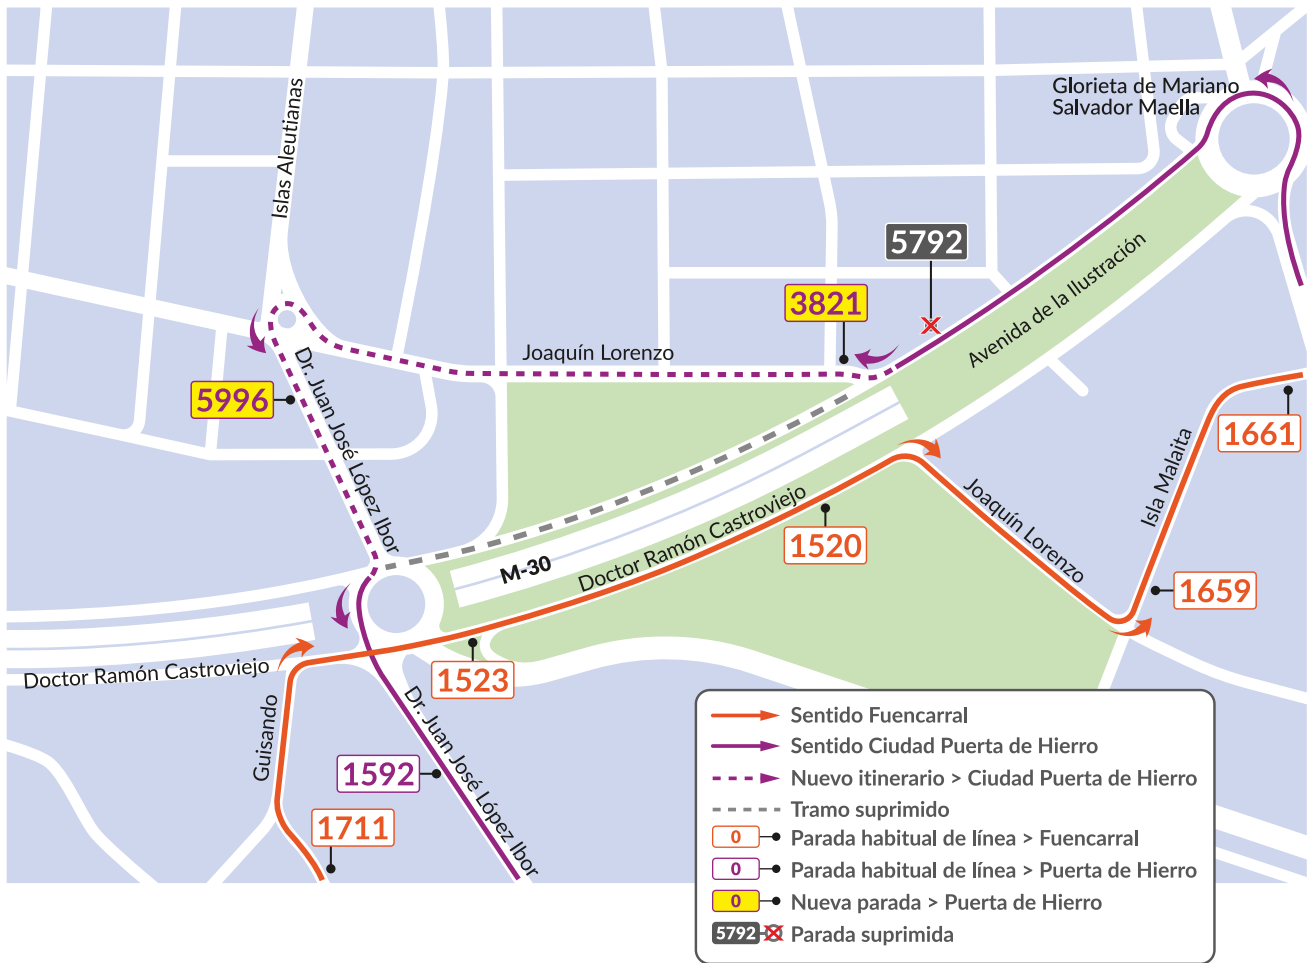 Glorieta de Mariano
Salvador Maella
Islas Aleutianas
5792
3821
Avenida de la Ilustración
Joaquín Lorenzo
Dr. Juan José López Ibor
5996
1661
Isla Malaita
Joaquín Lorenzo
1520
Doctor Ramón Castroviejo
M-30
1659
Doctor Ramón Castroviejo
1523
Guisando
Dr. Juan José López Ibor
1592
1711
Sentido Fuencarral
Sentido Ciudad Puerta de Hierro
Nuevo itinerario > Ciudad Puerta de Hierro
Tramo suprimido
0 Parada habitual de línea > Fuencarral
0 Parada habitual de línea > Puerta de Hierro
0 Nueva parada > Puerta de Hierro
5792 Parada suprimida